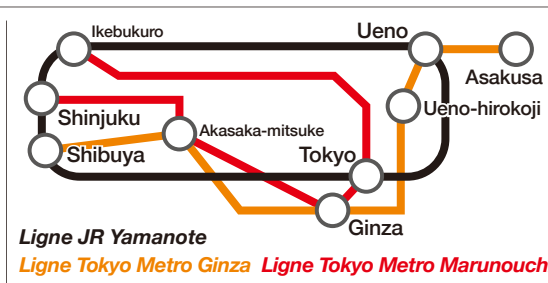 Ikebukuro
Ueno
Asakusa
Shinjuku
Ueno-hirokoji
Akasaka-mitsuke
Shibuya
Tokyo
Ginza
Ligne JR Yamanote
Ligne Tokyo Metro Ginza Ligne Tokyo Metro Marunouch